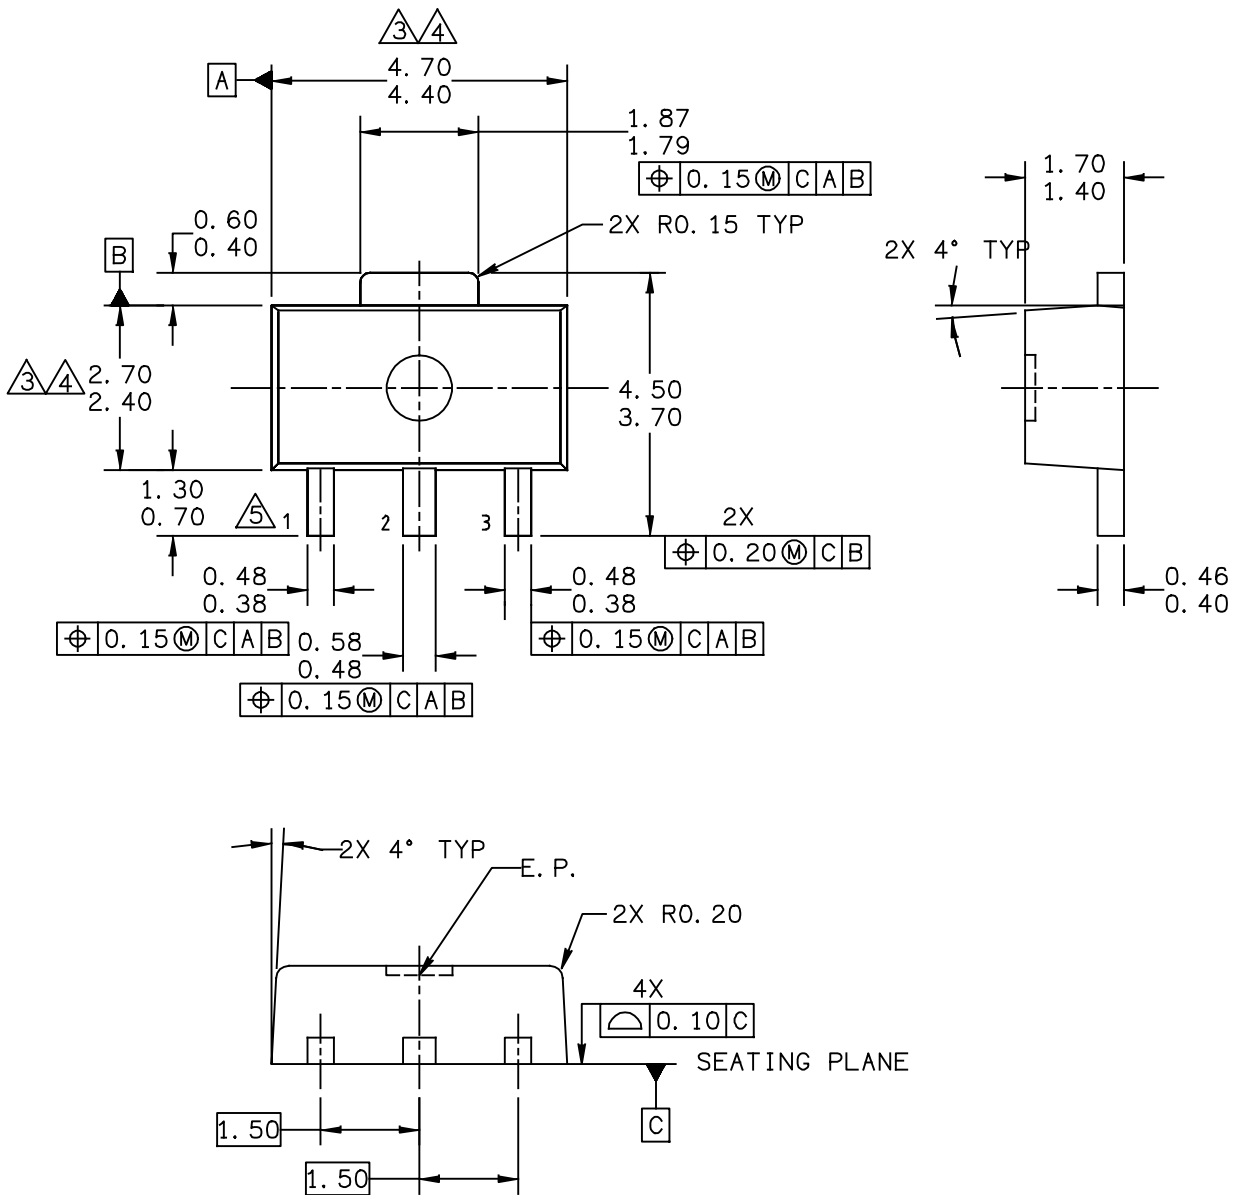 3 4
4.70
4.40
A
1.87
1.79
⌖ 0.15 Ⓜ C A B
1.70
1.40
0.60
0.40
2X R0.15 TYP
B
2X 4° TYP
3 4
2.70
2.40
4.50
3.70
1.30
0.70
5 1
2
3
2X
⌖ 0.20 Ⓜ C B
0.48
0.38
0.48
0.38
0.46
0.40
⌖ 0.15 Ⓜ C A B
0.58
0.48
⌖ 0.15 Ⓜ C A B
⌖ 0.15 Ⓜ C A B
2X 4° TYP
E.P.
2X R0.20
4X
⌓ 0.10 C
SEATING PLANE
C
1.50
1.50